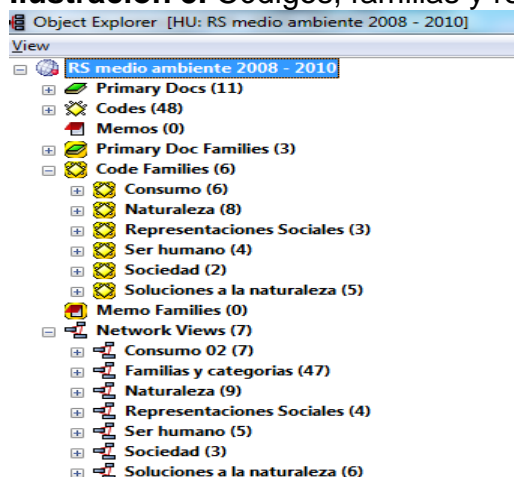 Ilustración 3. Códigos, familias y re
Object Explorer [HU: RS medio ambiente 2008 - 2010]
View
RS medio ambiente 2008 - 2010
Primary Docs (11)
Codes (48)
Memos (0)
Primary Doc Families (3)
Code Families (6)
Consumo (6)
Naturaleza (8)
Representaciones Sociales (3)
Ser humano (4)
Sociedad (2)
Soluciones a la naturaleza (5)
Memo Families (0)
Network Views (7)
Consumo 02 (7)
Familias y categorias (47)
Naturaleza (9)
Representaciones Sociales (4)
Ser humano (5)
Sociedad (3)
Soluciones a la naturaleza (6)